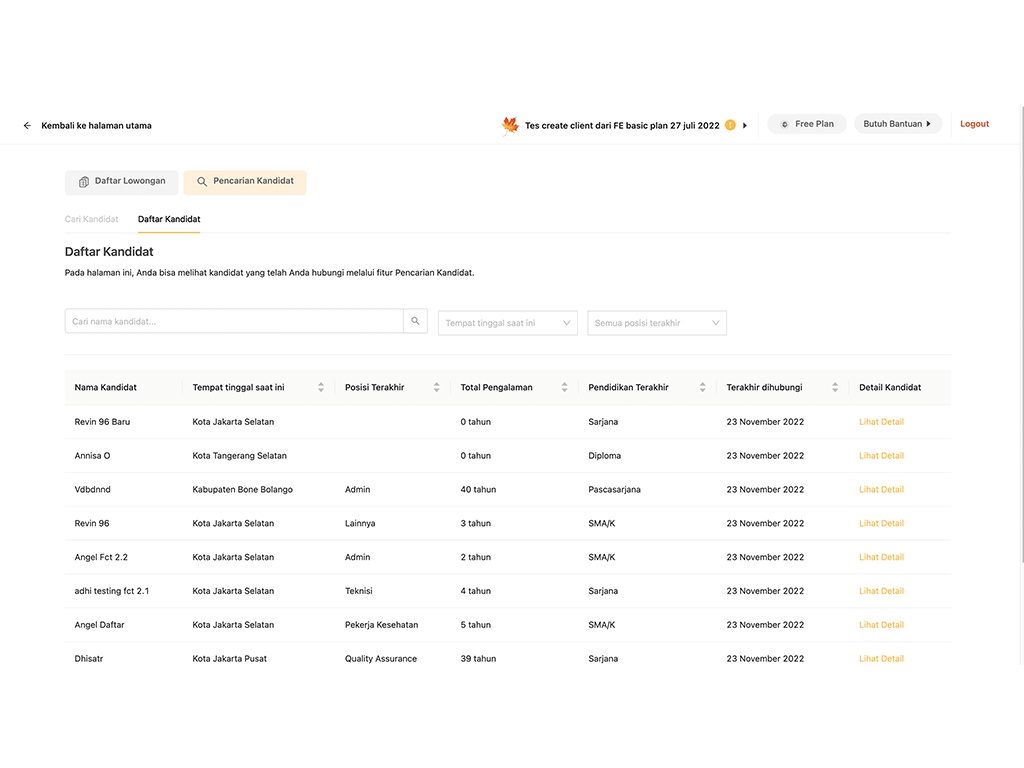 Kembali ke halaman utama
Tes create client dari FE basic plan 27 juli 2022
Free Plan
Butuh Bantuan
Logout
Daftar Lowongan
Pencarian Kandidat
Cari Kandidat
Daftar Kandidat
Daftar Kandidat
Pada halaman ini, Anda bisa melihat kandidat yang telah Anda hubungi melalui fitur Pencarian Kandidat.
Cari nama kandidat...
Tempat tinggal saat ini
Semua posisi terakhir
Nama Kandidat Tempat tinggal saat ini Posisi Terakhir Total Pengalaman Pendidikan Terakhir Terakhir dihubungi Detail Kandidat
Revin 96 Baru Kota Jakarta Selatan 0 tahun Sarjana 23 November 2022 Lihat Detail
Annisa O Kota Tangerang Selatan 0 tahun Diploma 23 November 2022 Lihat Detail
Vdbdnnd Kabupaten Bone Bolango Admin 40 tahun Pascasarjana 23 November 2022 Lihat Detail
Revin 96 Kota Jakarta Selatan Lainnya 3 tahun SMA/K 23 November 2022 Lihat Detail
Angel Fct 2.2 Kota Jakarta Selatan Admin 2 tahun SMA/K 23 November 2022 Lihat Detail
adhi testing fct 2.1 Kota Jakarta Selatan Teknisi 4 tahun Sarjana 23 November 2022 Lihat Detail
Angel Daftar Kota Jakarta Selatan Pekerja Kesehatan 5 tahun SMA/K 23 November 2022 Lihat Detail
Dhisatr Kota Jakarta Pusat Quality Assurance 39 tahun Sarjana 23 November 2022 Lihat Detail